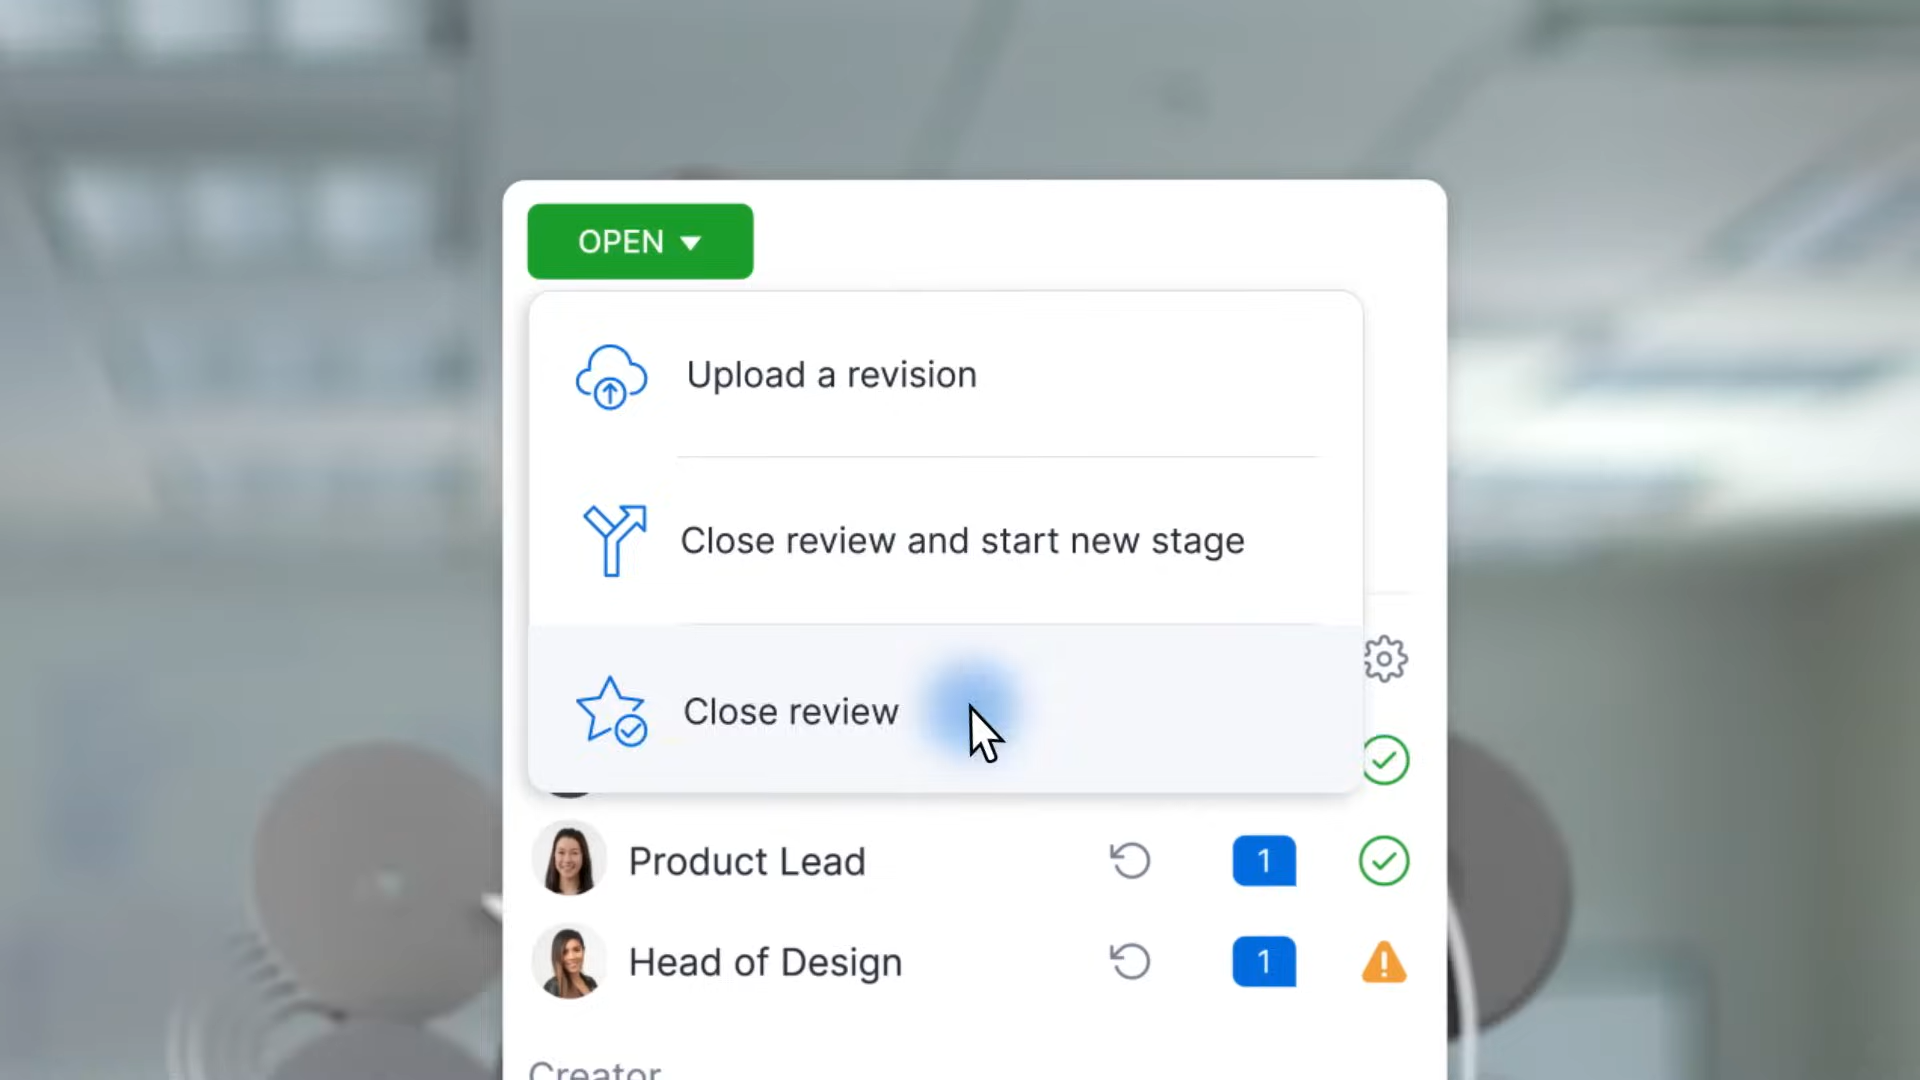 OPEN
Upload a revision
Close review and start new stage
Close review
Product Lead 1
Head of Design 1
Creator